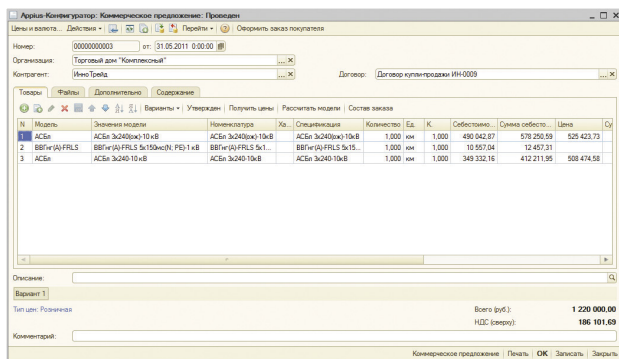 Appius-Конфигуратор: Коммерческое предложение: Проведен
Цены и валюта... Действия Перейти Оформить заказ покупателя
Номер: 00000000003 от: 31.05.2011 0:00:00
Организация: Торговый дом "Комплексный"
Контрагент: ИнноТрейд Договор: Договор купли-продажи ИН-0009
Товары Файлы Дополнительно Содержание
Варианты Утвержден Получить цены Рассчитать модели Состав заказа
N Модель Значения модели Номенклатура Ха... Спецификация Количество Ед. К. Себестоимо... Сумма себесто... Цена Су
1 АСБл АСБл 3х240(ож)-10 кВ АСБл 3х240(ож)-10кВ АСБл 3х240(ож)-10кВ 1,000 км 1,000 490 042,87 578 250,59 525 423,73
2 ВВГнг(А)-FRLS ВВГнг(А)-FRLS 5х150мс(N; PE)-1 кВ ВВГнг(А)-FRLS 5х1... ВВГнг(А)-FRLS 5х15... 1,000 км 1,000 10 557,04 12 457,31
3 АСБл АСБл 3х240-10 кВ АСБл 3х240-10кВ АСБл 3х240-10кВ 1,000 км 1,000 349 332,16 412 211,95 508 474,58
Описание:
Вариант 1
Тип цен: Розничная Всего (руб.): 1 220 000,00
НДС (сверху): 186 101,69
Комментарий:
Коммерческое предложение Печать ОК Записать Закрыть